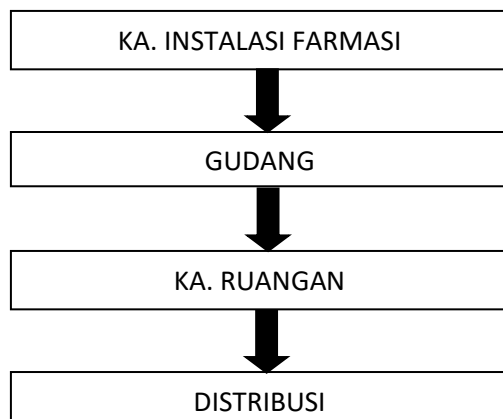 KA. INSTALASI FARMASI
GUDANG
KA. RUANGAN
DISTRIBUSI